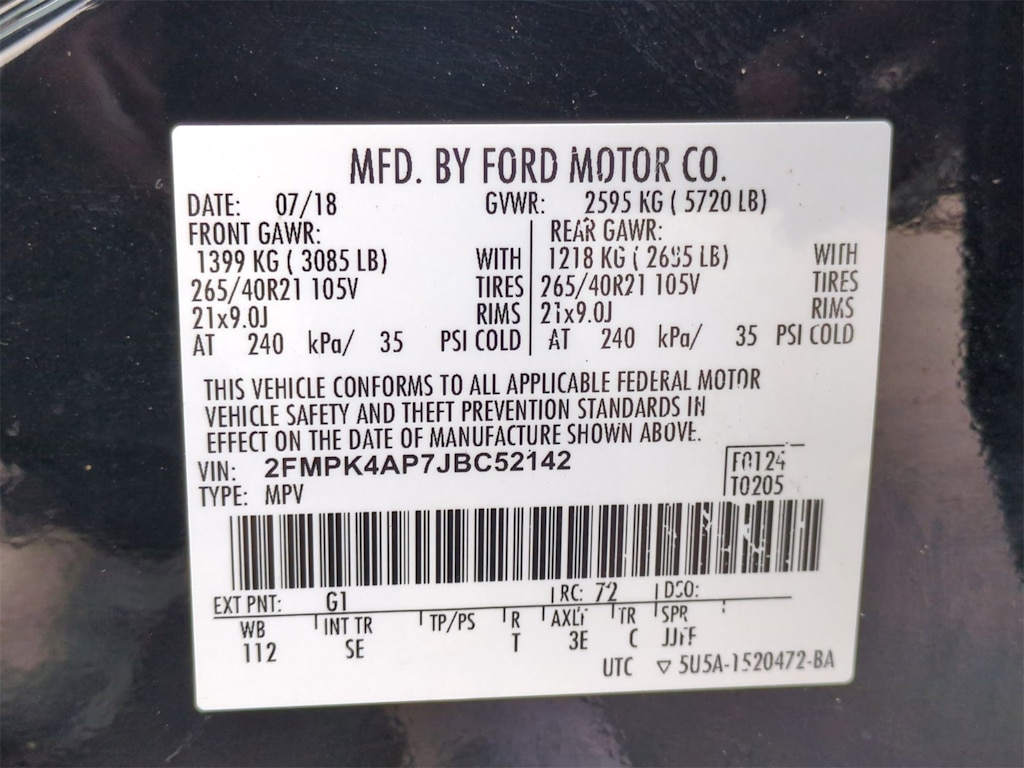 MFD. BY FORD MOTOR CO.
DATE: 07/18 GVWR: 2595 KG ( 5720 LB)
FRONT GAWR: REAR GAWR:
1399 KG ( 3085 LB) WITH 1218 KG ( 2685 LB) WITH
265/40R21 105V TIRES 265/40R21 105V TIRES
21x9.0J RIMS 21x9.0J RIMS
AT 240 kPa/ 35 PSI COLD AT 240 kPa/ 35 PSI COLD
THIS VEHICLE CONFORMS TO ALL APPLICABLE FEDERAL MOTOR
VEHICLE SAFETY AND THEFT PREVENTION STANDARDS IN
EFFECT ON THE DATE OF MANUFACTURE SHOWN ABOVE.
VIN: 2FMPK4AP7JBC52142 F0124
TYPE: MPV T0205
EXT PNT: G1 RC: 72 DSO:
WB INT TR TP/PS R AXLE TR SPR
112 SE T 3E C
UTC ▽ 5U5A-1520472-BA